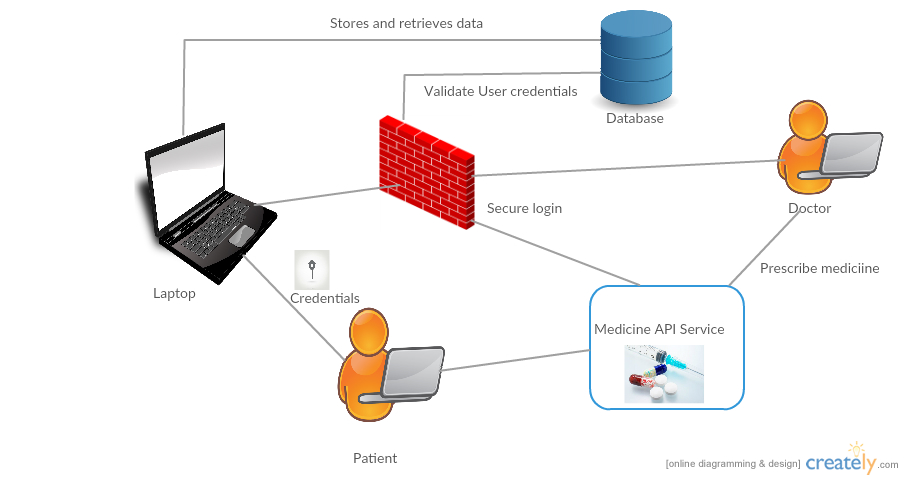 Stores and retrieves data
Validate User credentials
Database
Secure login
Doctor
Laptop
Credentials
Prescribe mediciine
Medicine API Service
Patient
[online diagramming & design] creately.com